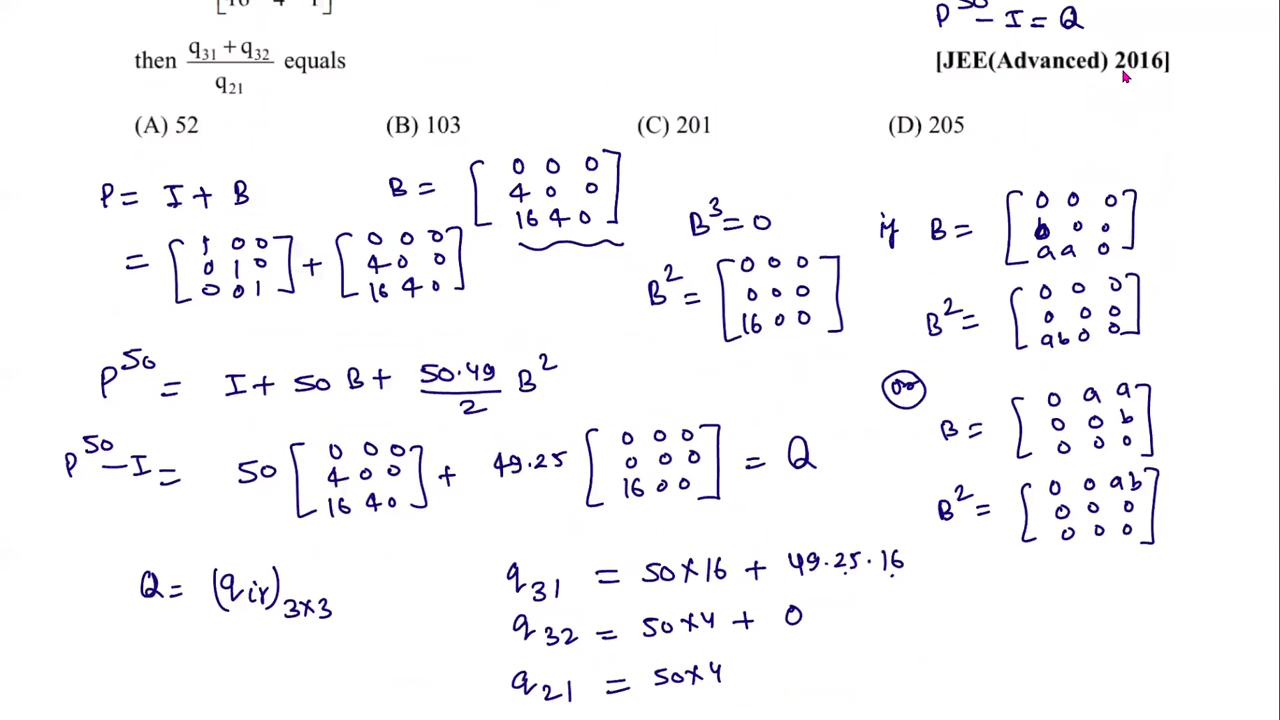 [16 4 1]
P^50 - I = Q
then (q31 + q32) / q21 equals
[JEE(Advanced) 2016]
(A) 52 (B) 103 (C) 201 (D) 205
P = I + B
B = [0 0 0; 4 0 0; 16 4 0]
= [1 0 0; 0 1 0; 0 0 1] + [0 0 0; 4 0 0; 16 4 0]
B^3 = 0
B^2 = [0 0 0; 0 0 0; 16 0 0]
if B = [0 0 0; b 0 0; a a 0]
B^2 = [0 0 0; 0 0 0; ab 0 0]
P^50 = I + 50 B + (50.49)/2 B^2
or
B = [0 a a; 0 0 b; 0 0 0]
B^2 = [0 0 ab; 0 0 0; 0 0 0]
P^50 - I = 50 [0 0 0; 4 0 0; 16 4 0] + 49.25 [0 0 0; 0 0 0; 16 0 0] = Q
Q = (qij)3×3
q31 = 50×16 + 49.25.16
q32 = 50×4 + 0
q21 = 50×4